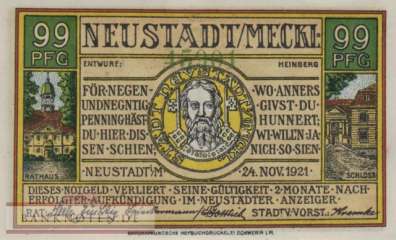 99 PFG
NEUSTADT/MECKL:
99 PFG
ENTWURF:
HEINBERG
FÖR·NEGEN-
UNDNEGNTIG
PENNINGHÄST
DU·HIER·DIS-
SEN·SCHIEN,
WO·ANNERS
GIVST·DU·
HUNNERT;
WI·WILL'N·JA
NICH·SO·SIEN·
RATHAUS
SCHLOSS
·NEUSTADT/M·
24. NOV. 1921·
DIESES·NOTGELD·VERLIERT·SEINE·GÜLTIGKEIT·2·MONATE·NACH-
ERFOLGTER·AUFKÜNDIGUNG·IM·NEUSTÄDTER·ANZEIGER.
RAT
STADTV:VORST: